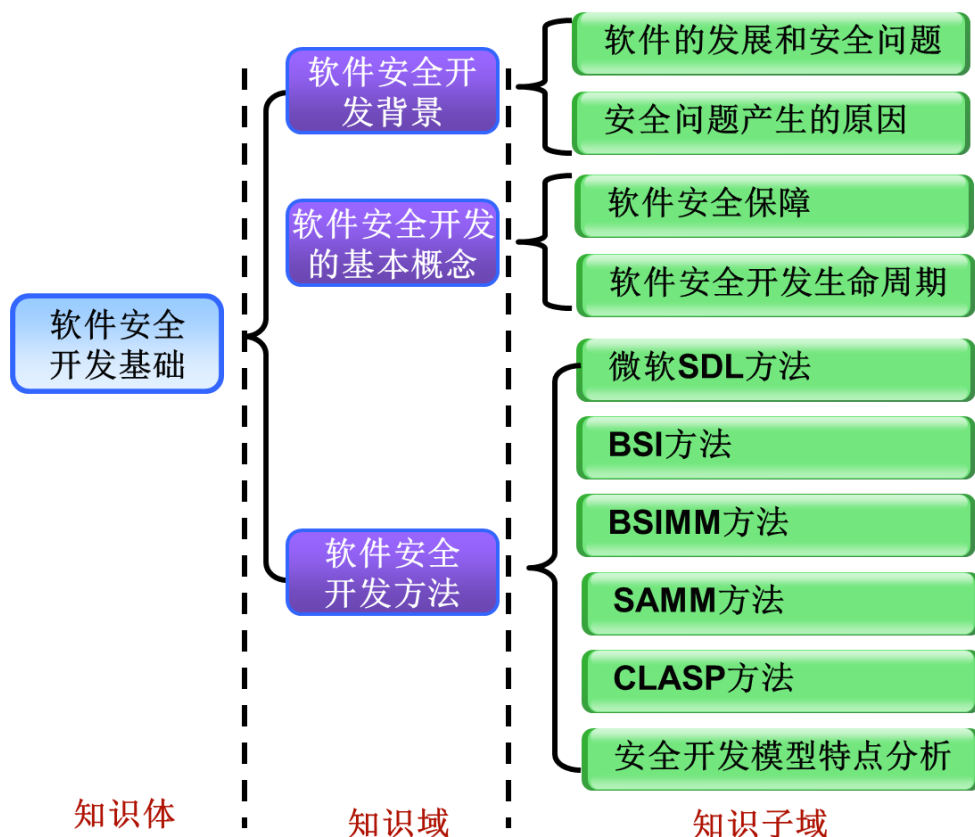 软件安全
开发基础
软件安全开
发背景
软件的发展和安全问题
安全问题产生的原因
软件安全开发
的基本概念
软件安全保障
软件安全开发生命周期
软件安全
开发方法
微软SDL方法
BSI方法
BSIMM方法
SAMM方法
CLASP方法
安全开发模型特点分析
知识体
知识域
知识子域